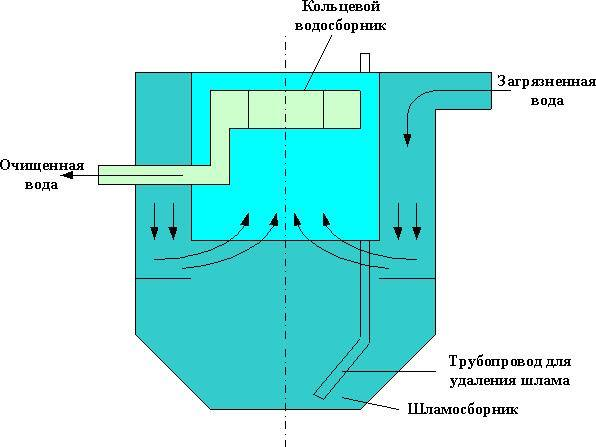 Кольцевой
водосборник
Загрязненная
вода
Очищенная
вода
Трубопровод для
удаления шлама
Шламосборник